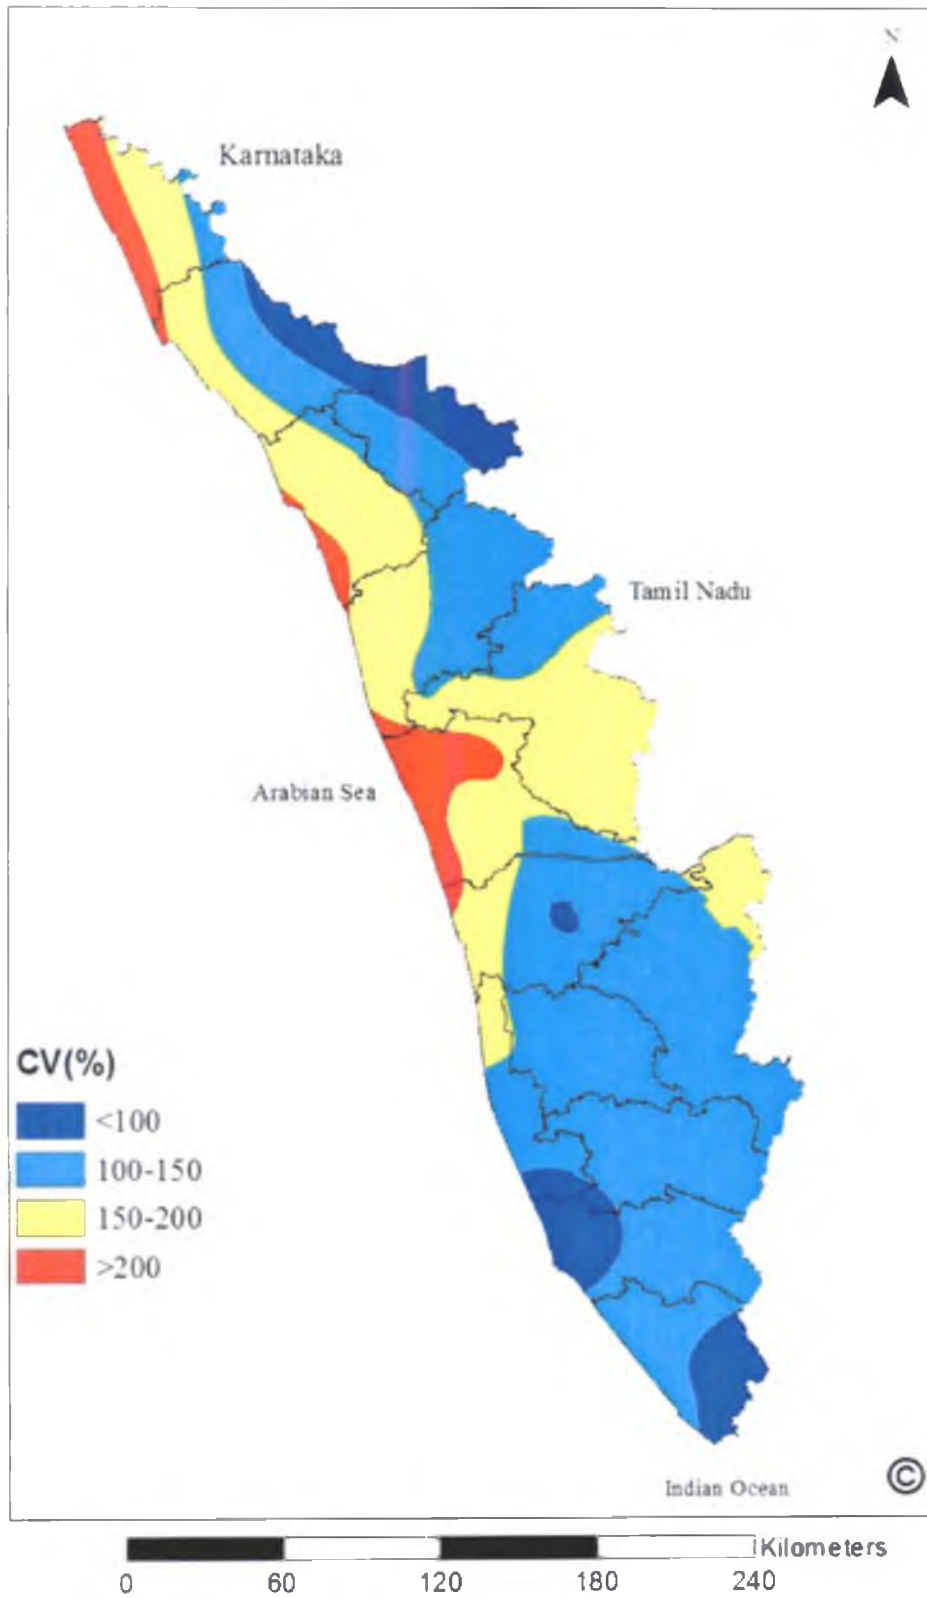 N
Karnataka
Tamil Nadu
Arabian Sea
CV(%)
<100
100-150
150-200
>200
Indian Ocean
©
Kilometers
0 60 120 180 240